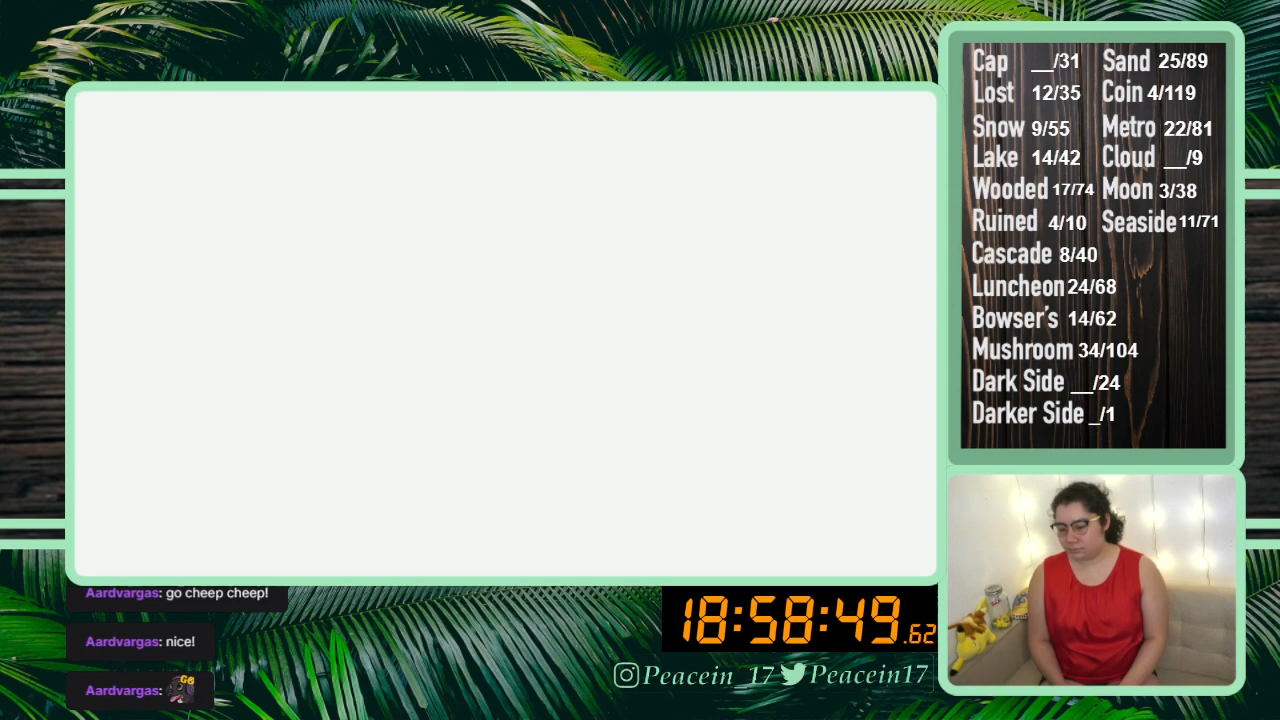 Cap __/31 Sand 25/89
Lost 12/35 Coin 4/119
Snow 9/55 Metro 22/81
Lake 14/42 Cloud __/9
Wooded 17/74 Moon 3/38
Ruined 4/10 Seaside 11/71
Cascade 8/40
Luncheon 24/68
Bowser's 14/62
Mushroom 34/104
Dark Side __/24
Darker Side _/1
Aardvargas: go cheep cheep!
Aardvargas: nice!
Aardvargas: GG
18:58:49.62
Peacein_17 Peacein17